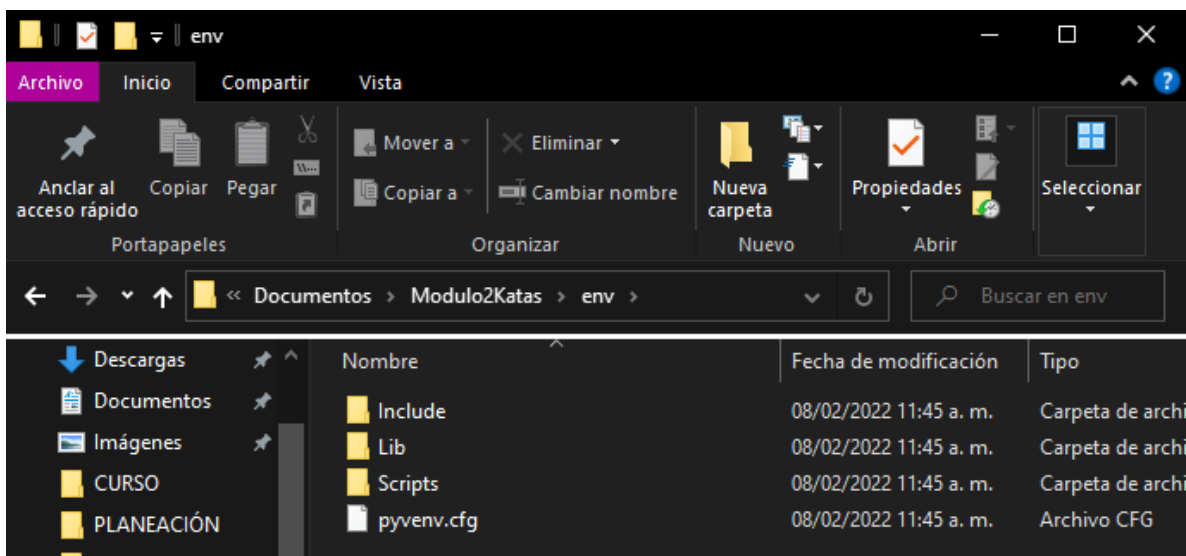 env
Archivo Inicio Compartir Vista
Anclar al acceso rápido
Copiar
Pegar
Mover a
Copiar a
Eliminar
Cambiar nombre
Nueva carpeta
Propiedades
Seleccionar
Portapapeles Organizar Nuevo Abrir
« Documentos > Modulo2Katas > env > Buscar en env
Descargas
Documentos
Imágenes
CURSO
PLANEACIÓN
Nombre Fecha de modificación Tipo
Include 08/02/2022 11:45 a. m. Carpeta de archi
Lib 08/02/2022 11:45 a. m. Carpeta de archi
Scripts 08/02/2022 11:45 a. m. Carpeta de archi
pyvenv.cfg 08/02/2022 11:45 a. m. Archivo CFG